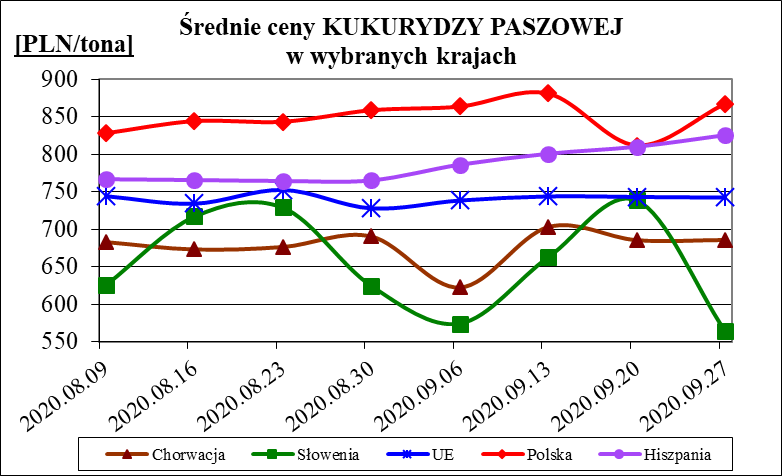 Średnie ceny KUKURYDZY PASZOWEJ
w wybranych krajach
[PLN/tona]
900
850
800
750
700
650
600
550
2020.08.09
2020.08.16
2020.08.23
2020.08.30
2020.09.06
2020.09.13
2020.09.20
2020.09.27
Chorwacja
Słowenia
UE
Polska
Hiszpania